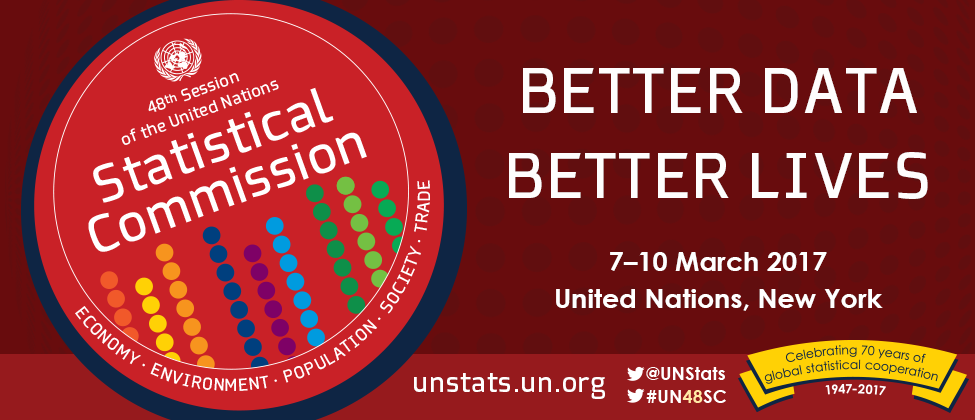 48th Session
of the United Nations
Statistical
Commission
ECONOMY · ENVIRONMENT · POPULATION · SOCIETY · TRADE
BETTER DATA
BETTER LIVES
7–10 March 2017
United Nations, New York
unstats.un.org
@UNStats
#UN48SC
Celebrating 70 years of
global statistical cooperation
1947-2017